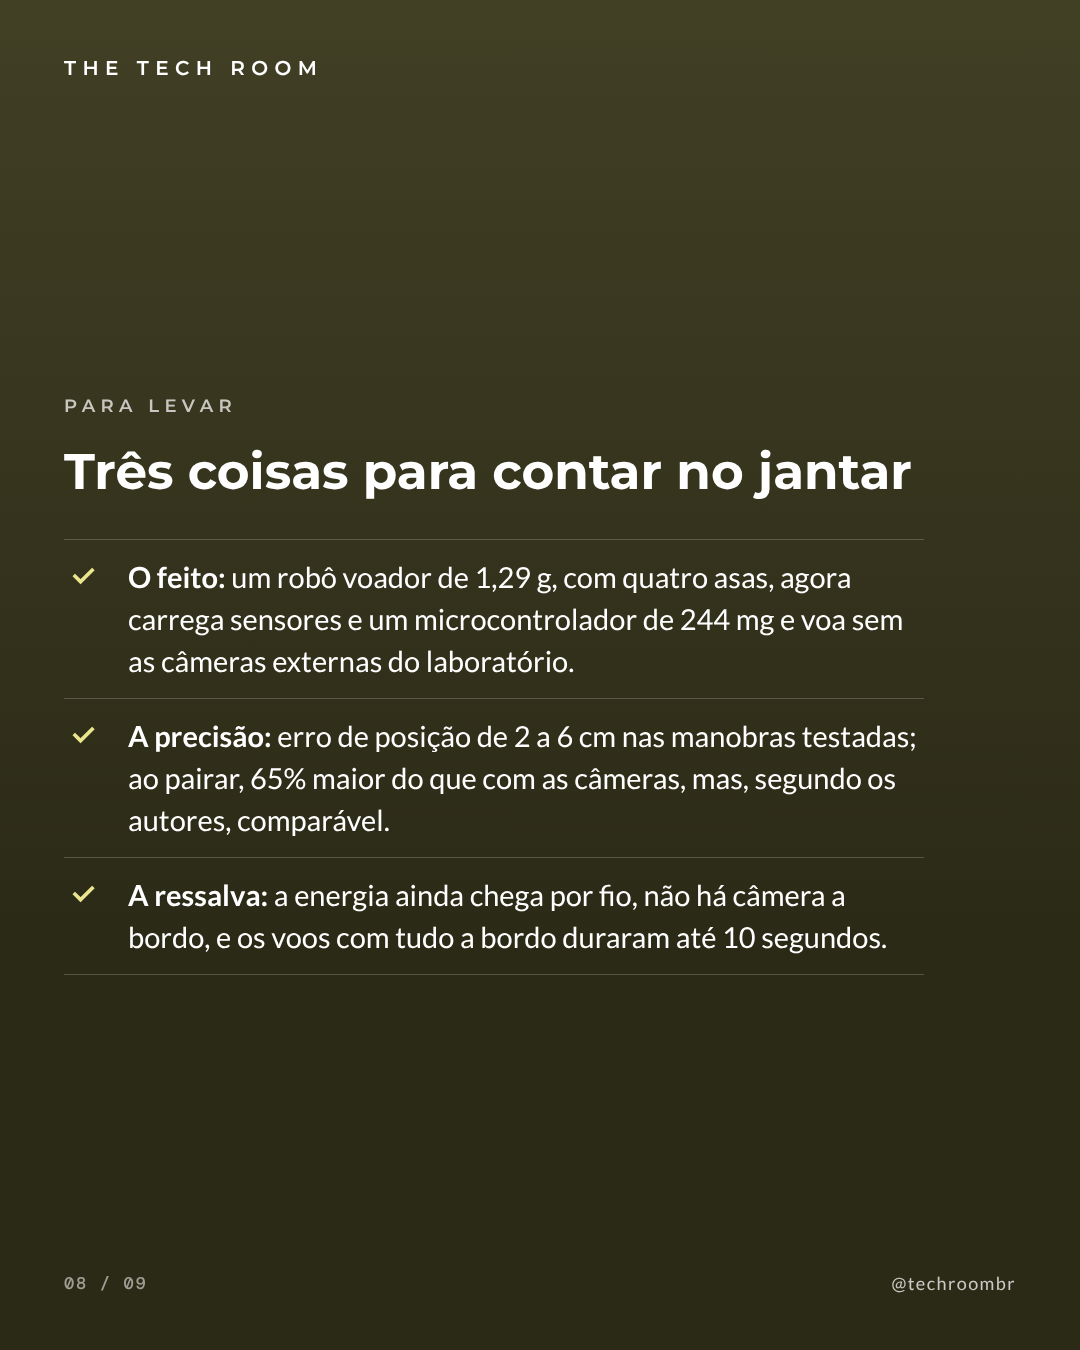 THE TECH ROOM
PARA LEVAR
Três coisas para contar no jantar
O feito: um robô voador de 1,29 g, com quatro asas, agora
carrega sensores e um microcontrolador de 244 mg e voa sem
as câmeras externas do laboratório.
A precisão: erro de posição de 2 a 6 cm nas manobras testadas;
ao pairar, 65% maior do que com as câmeras, mas, segundo os
autores, comparável.
A ressalva: a energia ainda chega por fio, não há câmera a
bordo, e os voos com tudo a bordo duraram até 10 segundos.
08 / 09
@techroombr